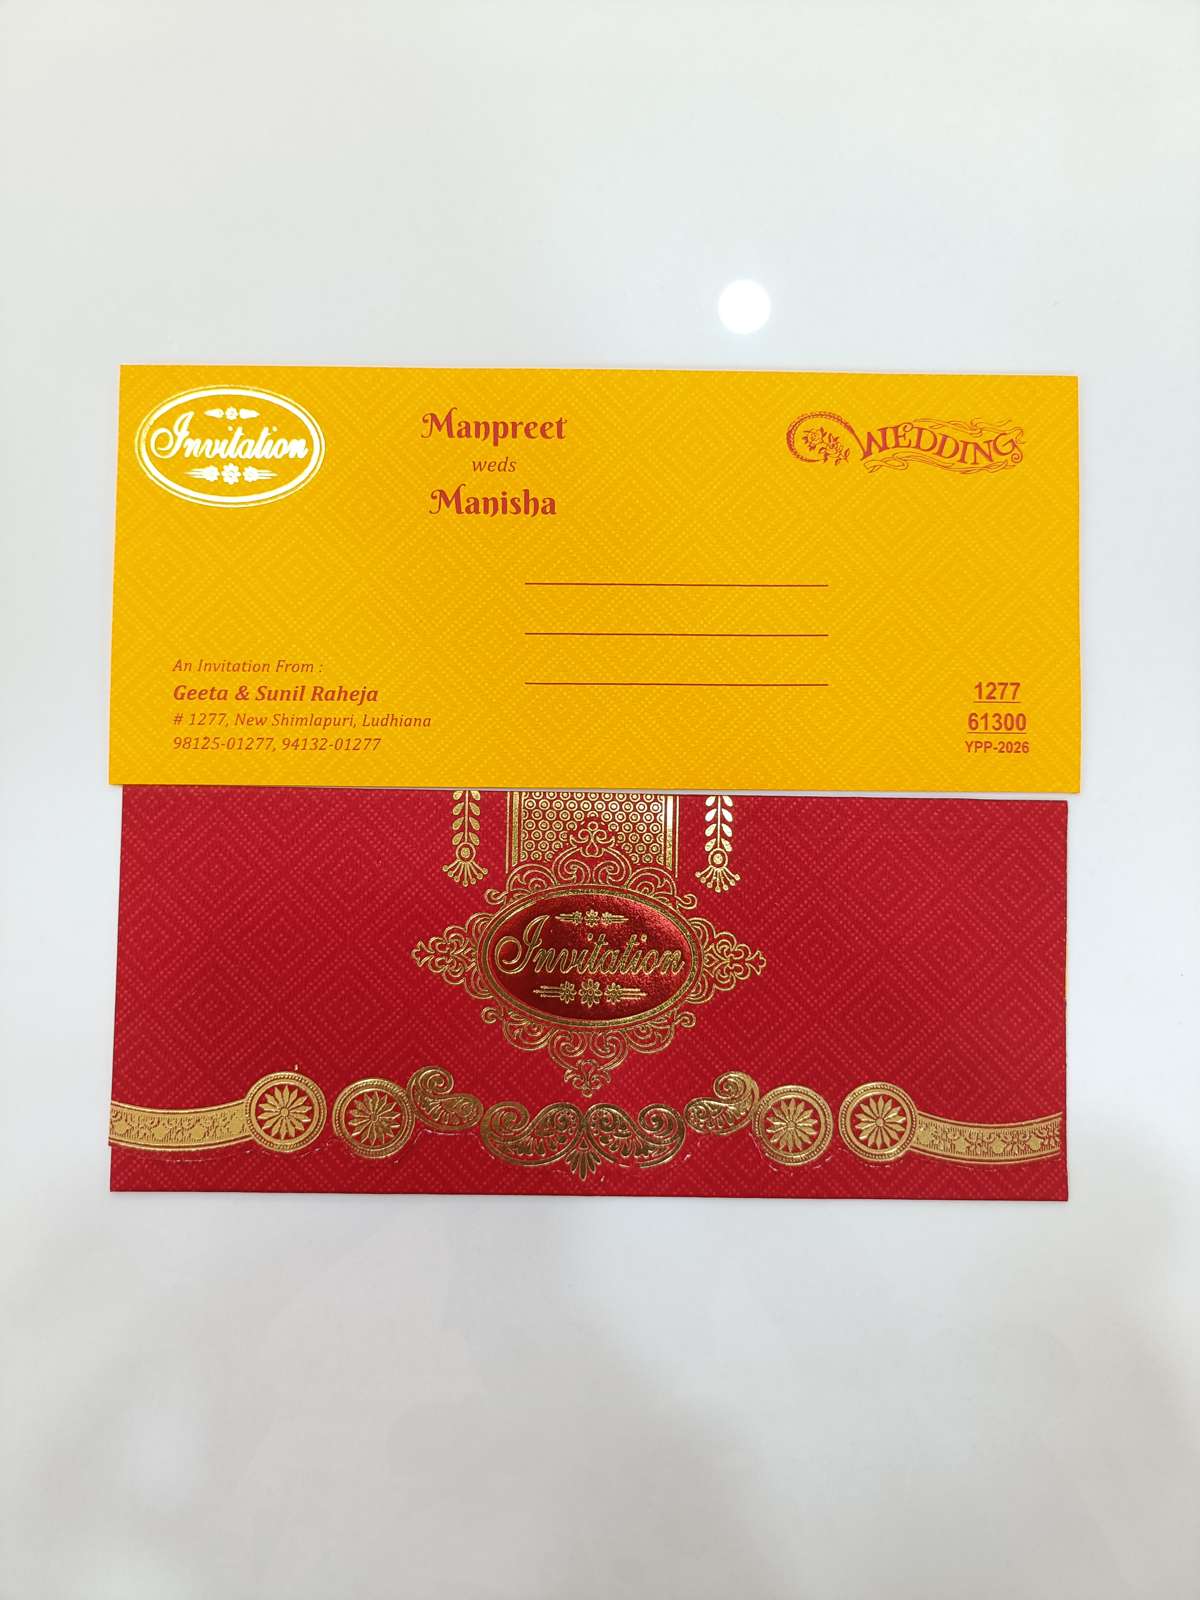 Invitation
Manpreet
weds
Manisha
WEDDING
An Invitation From :
Geeta & Sunil Raheja
# 1277, New Shimlapuri, Ludhiana
98125-01277, 94132-01277
1277
61300
YPP-2026
Invitation